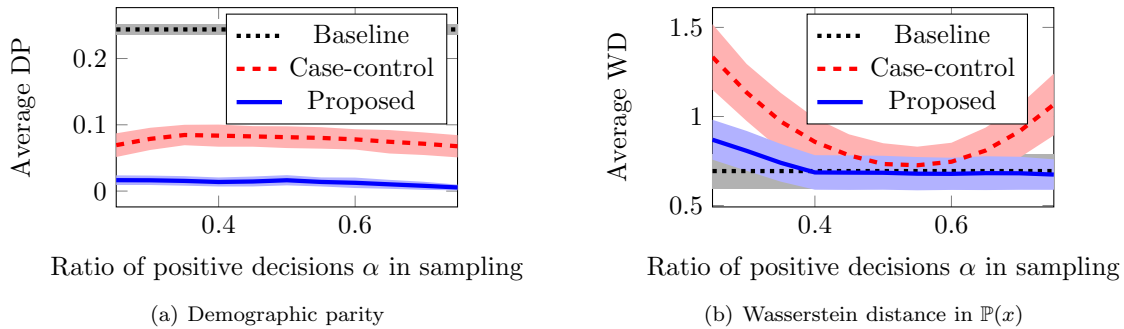 Average DP
0.2
0.1
0
0.4
0.6
Baseline
Case-control
Proposed
Ratio of positive decisions α in sampling
(a) Demographic parity
Average WD
1.5
1
0.5
0.4
0.6
Baseline
Case-control
Proposed
Ratio of positive decisions α in sampling
(b) Wasserstein distance in ℙ(x)